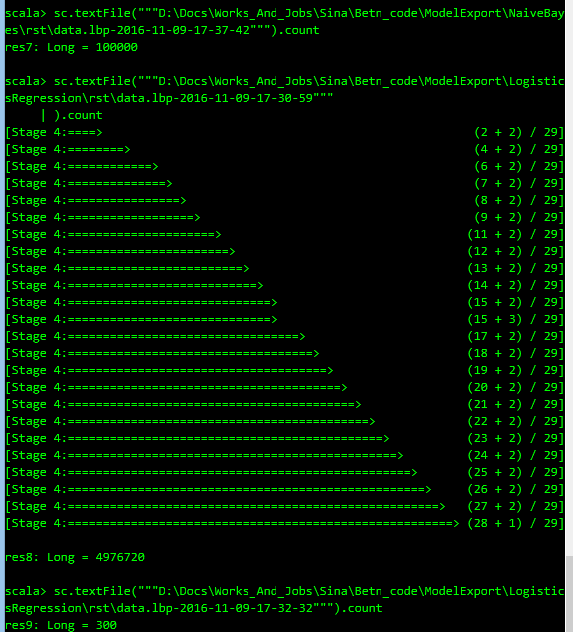 scala> sc.textFile("""D:\Docs\Works_And_Jobs\Sina\Betn_code\ModelExport\NaiveBay
es\rst\data.lbp-2016-11-09-17-37-42""").count
res7: Long = 100000
scala> sc.textFile("""D:\Docs\Works_And_Jobs\Sina\Betn_code\ModelExport\Logistic
sRegression\rst\data.lbp-2016-11-09-17-30-59"""
| ).count
[Stage 4:====> (2 + 2) / 29]
[Stage 4:========> (4 + 2) / 29]
[Stage 4:============> (6 + 2) / 29]
[Stage 4:==============> (7 + 2) / 29]
[Stage 4:================> (8 + 2) / 29]
[Stage 4:==================> (9 + 2) / 29]
[Stage 4:=====================> (11 + 2) / 29]
[Stage 4:=======================> (12 + 2) / 29]
[Stage 4:=========================> (13 + 2) / 29]
[Stage 4:===========================> (14 + 2) / 29]
[Stage 4:=============================> (15 + 2) / 29]
[Stage 4:=============================> (15 + 3) / 29]
[Stage 4:=================================> (17 + 2) / 29]
[Stage 4:===================================> (18 + 2) / 29]
[Stage 4:=====================================> (19 + 2) / 29]
[Stage 4:=======================================> (20 + 2) / 29]
[Stage 4:=========================================> (21 + 2) / 29]
[Stage 4:===========================================> (22 + 2) / 29]
[Stage 4:=============================================> (23 + 2) / 29]
[Stage 4:===============================================> (24 + 2) / 29]
[Stage 4:=================================================> (25 + 2) / 29]
[Stage 4:===================================================> (26 + 2) / 29]
[Stage 4:=====================================================> (27 + 2) / 29]
[Stage 4:=======================================================> (28 + 1) / 29]
res8: Long = 4976720
scala> sc.textFile("""D:\Docs\Works_And_Jobs\Sina\Betn_code\ModelExport\Logistic
sRegression\rst\data.lbp-2016-11-09-17-32-32""").count
res9: Long = 300